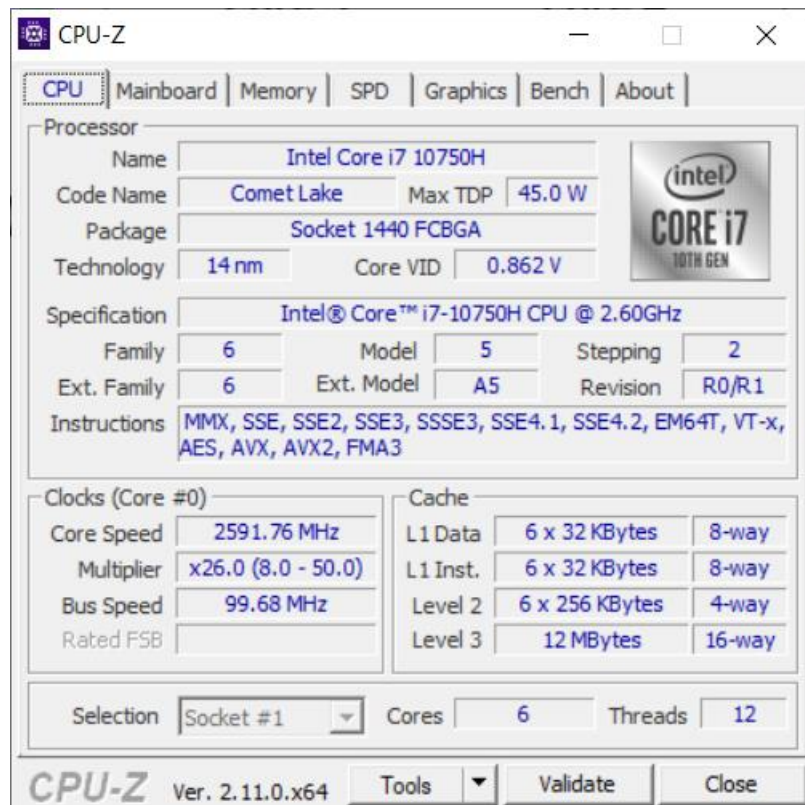 CPU-Z
CPU Mainboard Memory SPD Graphics Bench About
Processor
Name Intel Core i7 10750H
Code Name Comet Lake Max TDP 45.0 W
Package Socket 1440 FCBGA
Technology 14 nm Core VID 0.862 V
intel
CORE i7
10TH GEN
Specification Intel® Core™ i7-10750H CPU @ 2.60GHz
Family 6 Model 5 Stepping 2
Ext. Family 6 Ext. Model A5 Revision R0/R1
Instructions MMX, SSE, SSE2, SSE3, SSSE3, SSE4.1, SSE4.2, EM64T, VT-x,
AES, AVX, AVX2, FMA3
Clocks (Core #0)
Core Speed 2591.76 MHz
Multiplier x26.0 (8.0 - 50.0)
Bus Speed 99.68 MHz
Rated FSB
Cache
L1 Data 6 x 32 KBytes 8-way
L1 Inst. 6 x 32 KBytes 8-way
Level 2 6 x 256 KBytes 4-way
Level 3 12 MBytes 16-way
Selection Socket #1 Cores 6 Threads 12
CPU-Z Ver. 2.11.0.x64 Tools Validate Close